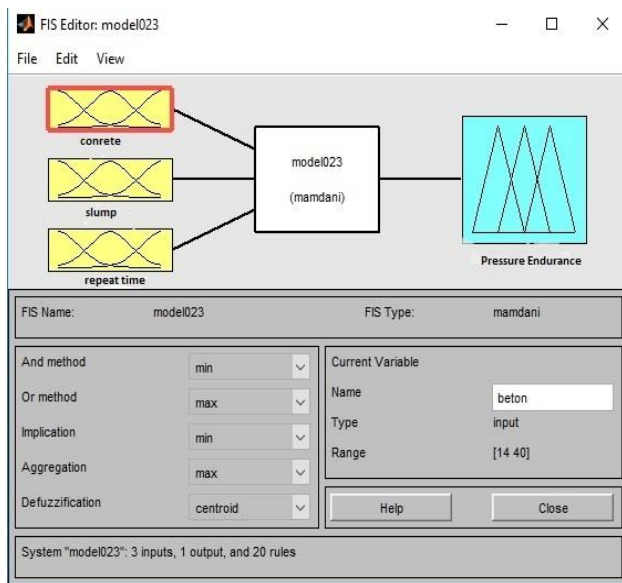 FIS Editor: model023
File Edit View
conrete
slump
repeat time
model023
(mamdani)
Pressure Endurance
FIS Name: model023 FIS Type: mamdani
And method min
Or method max
Implication min
Aggregation max
Defuzzification centroid
Current Variable
Name beton
Type input
Range [14 40]
Help Close
System "model023": 3 inputs, 1 output, and 20 rules